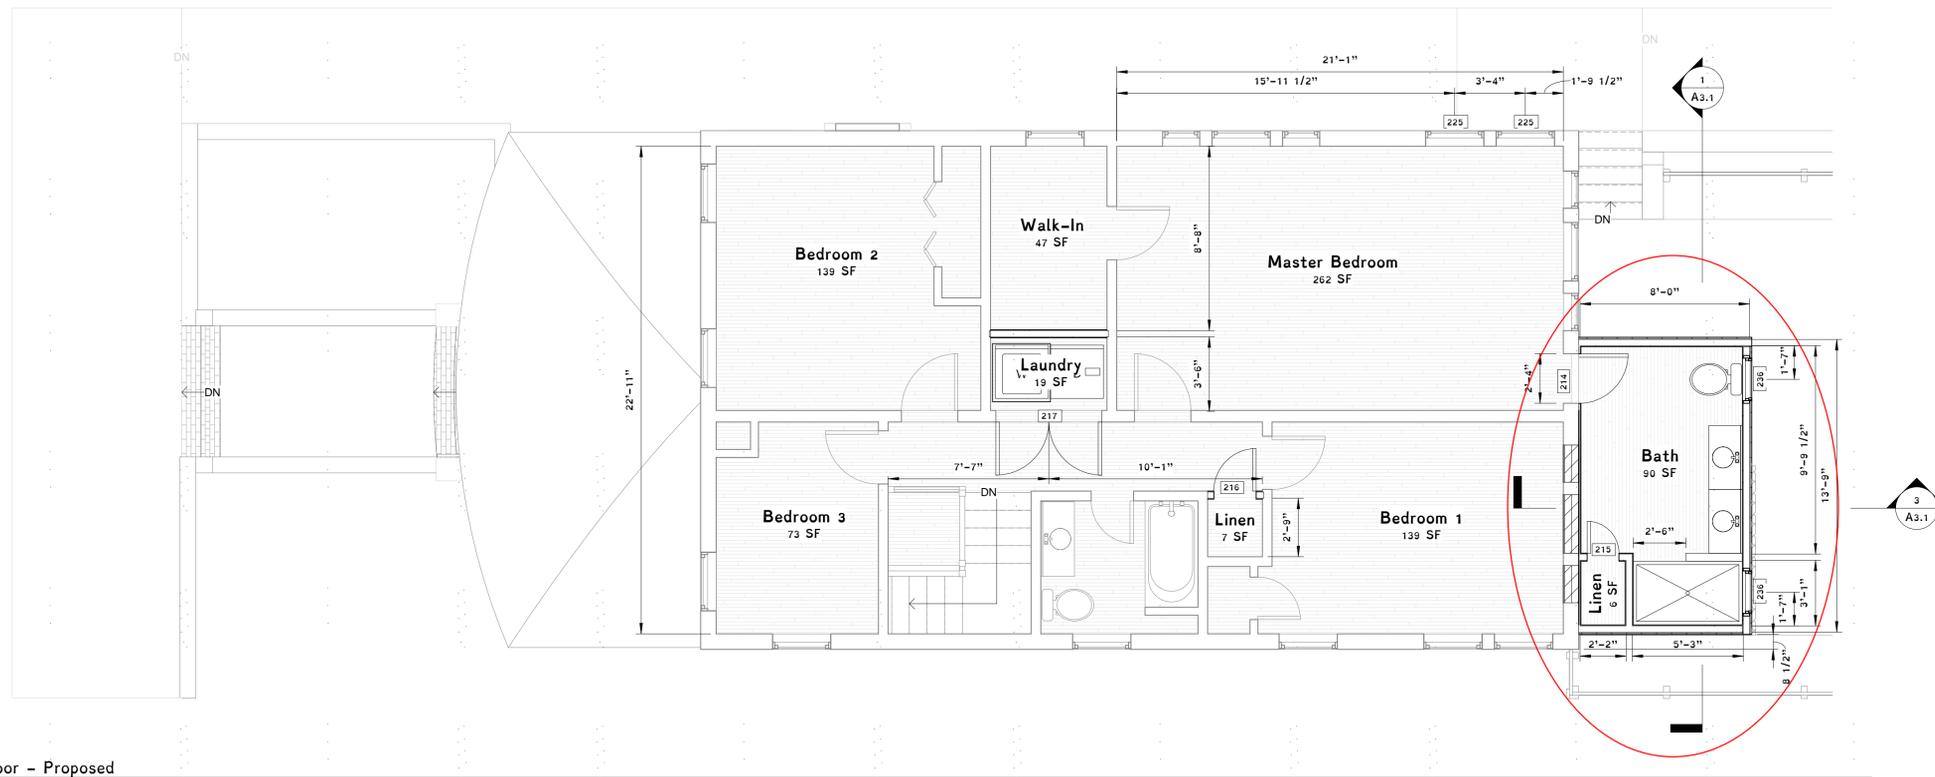 DN
DN
21'-1"
15'-11 1/2"
3'-4"
1'-9 1/2"
1
A3.1
225
225
DN
Bedroom 2
139 SF
Walk-In
47 SF
8'-8"
Master Bedroom
262 SF
8'-0"
22'-11"
DN
Laundry
19 SF
3'-6"
2'-4"
214
1'-7"
236
217
7'-7"
10'-1"
DN
216
Bedroom 3
73 SF
Linen
7 SF
2'-9"
Bedroom 1
139 SF
Bath
90 SF
9'-9 1/2"
13'-9"
3
A3.1
2'-6"
215
Linen
6 SF
236
1'-7"
3'-1"
2'-2"
5'-3"
8 1/2"
oor - Proposed